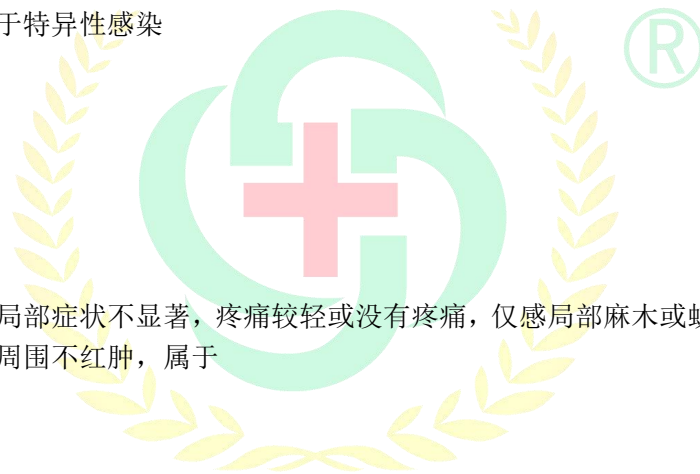 于特异性感染
®
局部症状不显著，疼痛较轻或没有疼痛，仅感局部麻木或
周围不红肿，属于